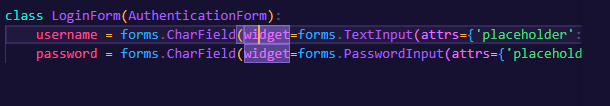 class LoginForm(AuthenticationForm):
    username = forms.CharField(widget=forms.TextInput(attrs={'placeholder':
    password = forms.CharField(widget=forms.PasswordInput(attrs={'placehold